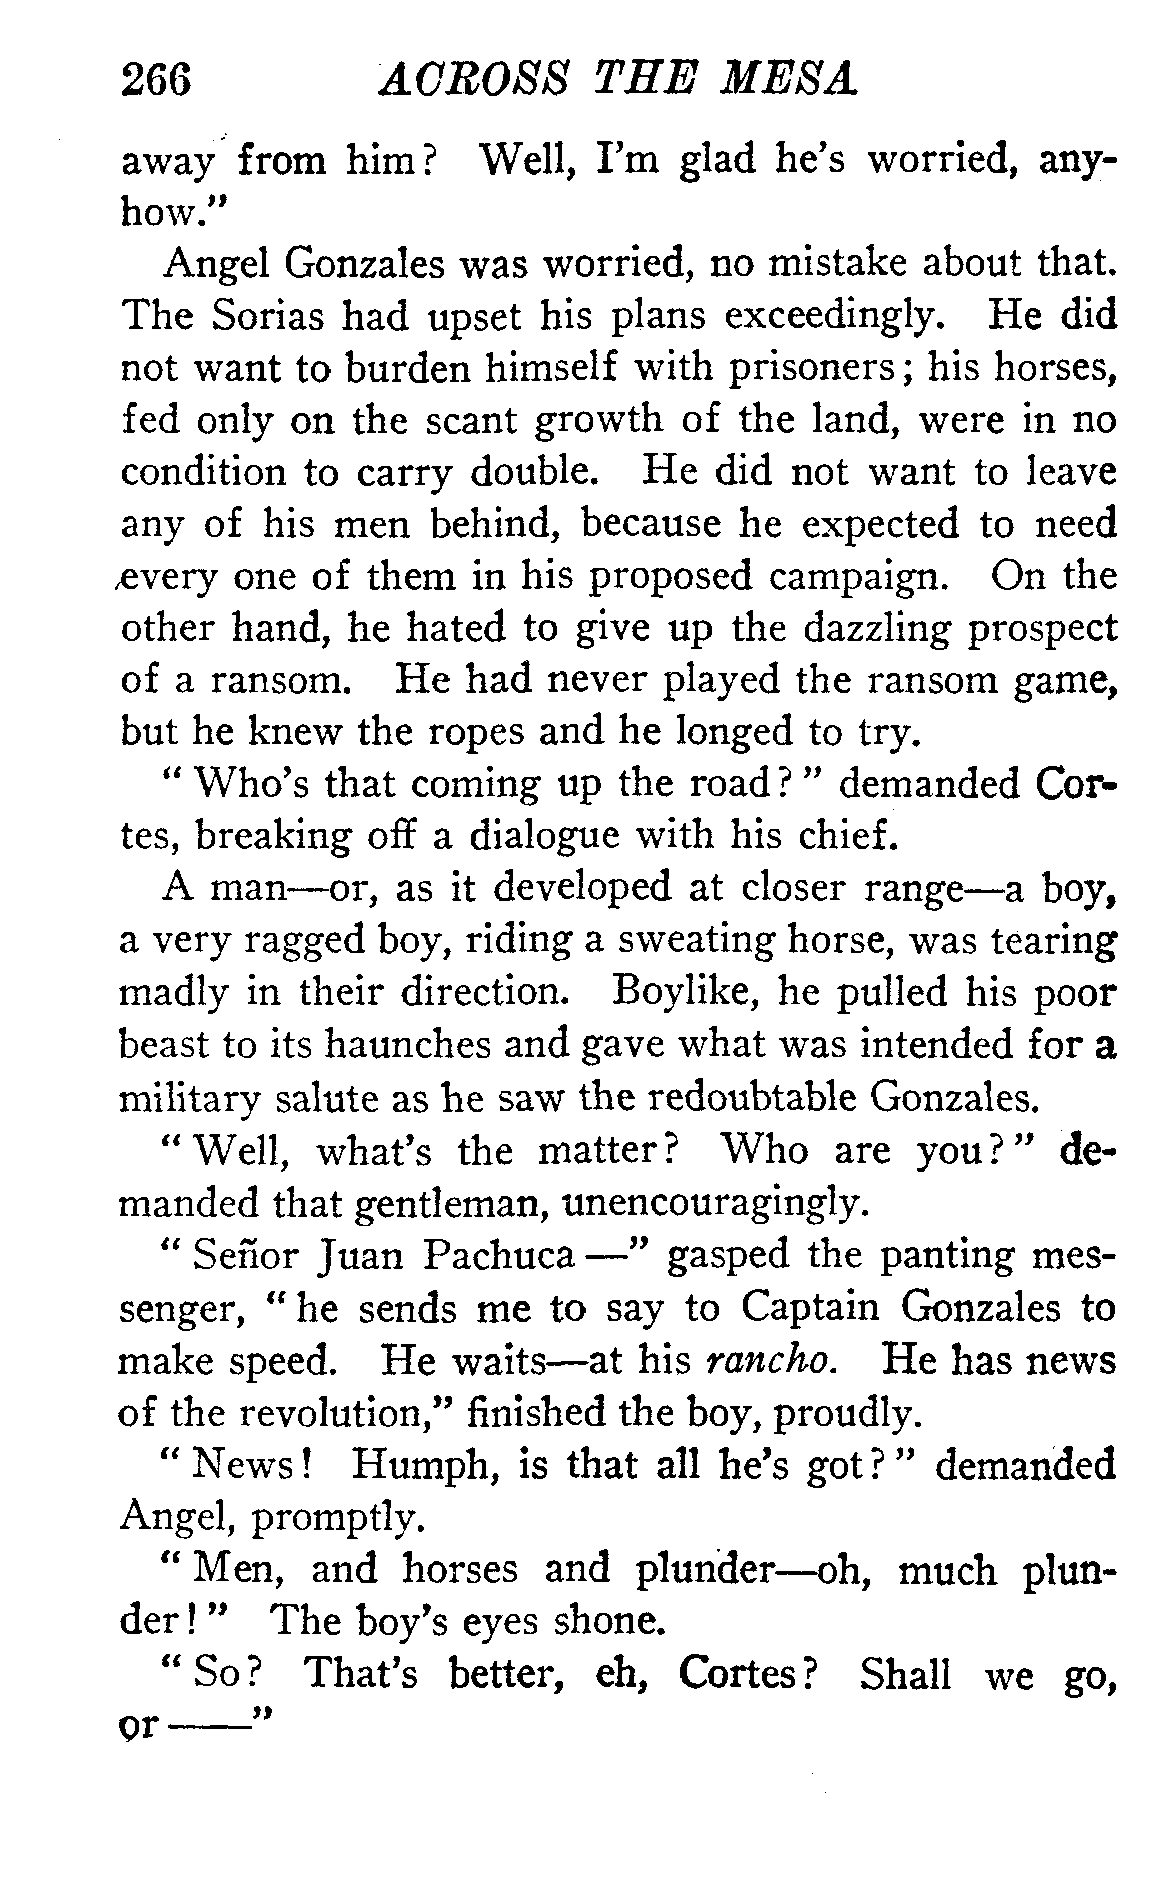 266 ACROSS THE MESA
away from him? Well, I'm glad he's worried, any-
how."
Angel Gonzales was worried, no mistake about that.
The Sorias had upset his plans exceedingly. He did
not want to burden himself with prisoners; his horses,
fed only on the scant growth of the land, were in no
condition to carry double. He did not want to leave
any of his men behind, because he expected to need
every one of them in his proposed campaign. On the
other hand, he hated to give up the dazzling prospect
of a ransom. He had never played the ransom game,
but he knew the ropes and he longed to try.
"Who's that coming up the road?" demanded Cor-
tes, breaking off a dialogue with his chief.
A man—or, as it developed at closer range—a boy,
a very ragged boy, riding a sweating horse, was tearing
madly in their direction. Boylike, he pulled his poor
beast to its haunches and gave what was intended for a
military salute as he saw the redoubtable Gonzales.
"Well, what's the matter? Who are you?" de-
manded that gentleman, unencouragingly.
"Señor Juan Pachuca—" gasped the panting mes-
senger, "he sends me to say to Captain Gonzales to
make speed. He waits—at his rancho. He has news
of the revolution," finished the boy, proudly.
"News! Humph, is that all he's got?" demanded
Angel, promptly.
"Men, and horses and plunder—oh, much plun-
der!" The boy's eyes shone.
"So? That's better, eh, Cortes? Shall we go,
or——"